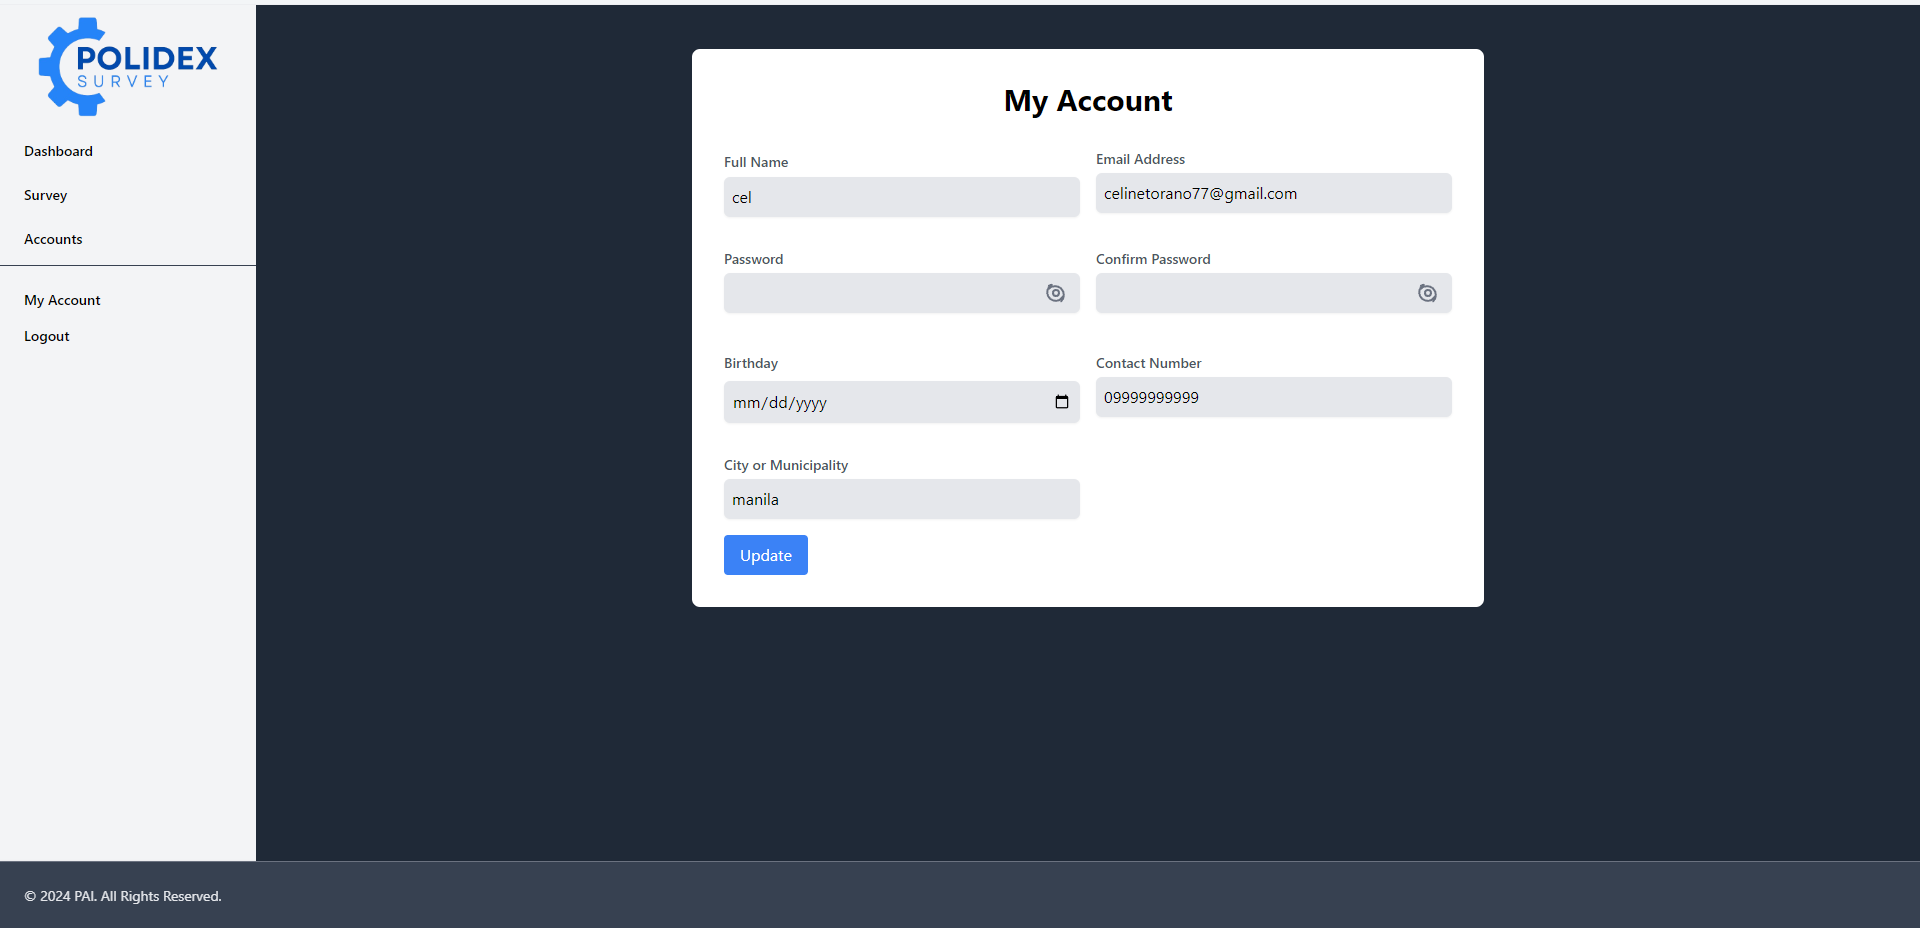 POLIDEX
SURVEY
Dashboard
Survey
Accounts
My Account
Logout
My Account
Full Name
cel
Email Address
celinetorano77@gmail.com
Password
Confirm Password
Birthday
mm/dd/yyyy
Contact Number
09999999999
City or Municipality
manila
Update
© 2024 PAI. All Rights Reserved.